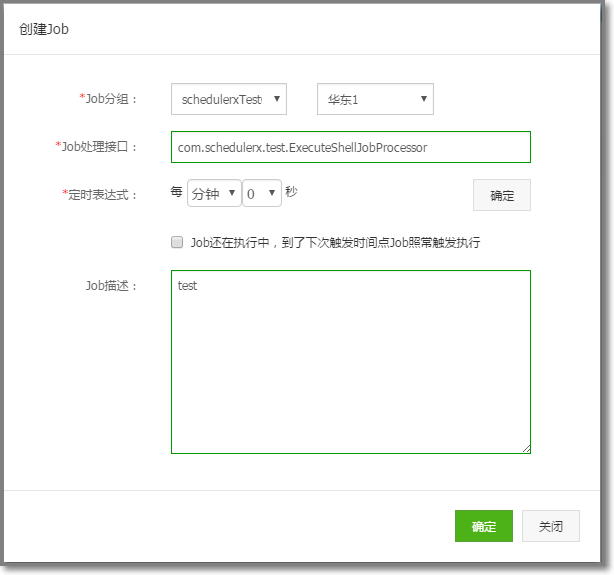 创建Job
*Job分组： schedulerxTest 华东1
*Job处理接口： com.schedulerx.test.ExecuteShellJobProcessor
*定时表达式： 每 分钟 0 秒 确定
Job还在执行中，到了下次触发时间点Job照常触发执行
Job描述： test
确定 关闭